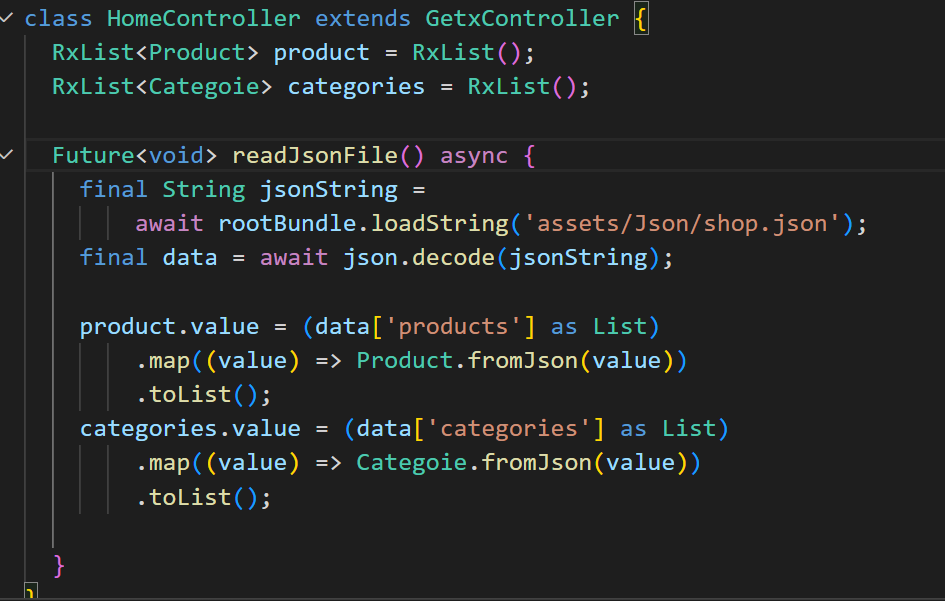 class HomeController extends GetxController {
RxList<Product> product = RxList();
RxList<Categoie> categories = RxList();
Future<void> readJsonFile() async {
final String jsonString =
await rootBundle.loadString('assets/Json/shop.json');
final data = await json.decode(jsonString);
product.value = (data['products'] as List)
.map((value) => Product.fromJson(value))
.toList();
categories.value = (data['categories'] as List)
.map((value) => Categoie.fromJson(value))
.toList();
}
}